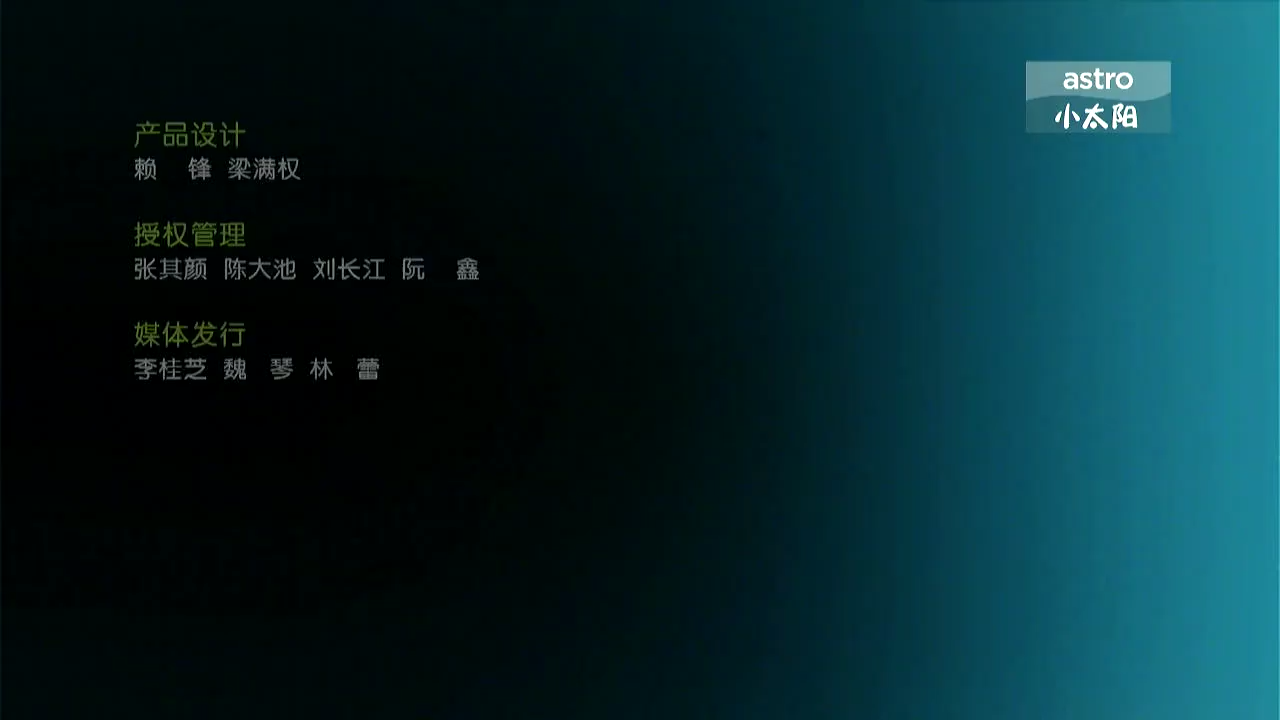 astro
小太阳
产品设计
赖 锋 梁满权
授权管理
张其颜 陈大池 刘长江 阮 鑫
媒体发行
李桂芝 魏 琴 林 蕾